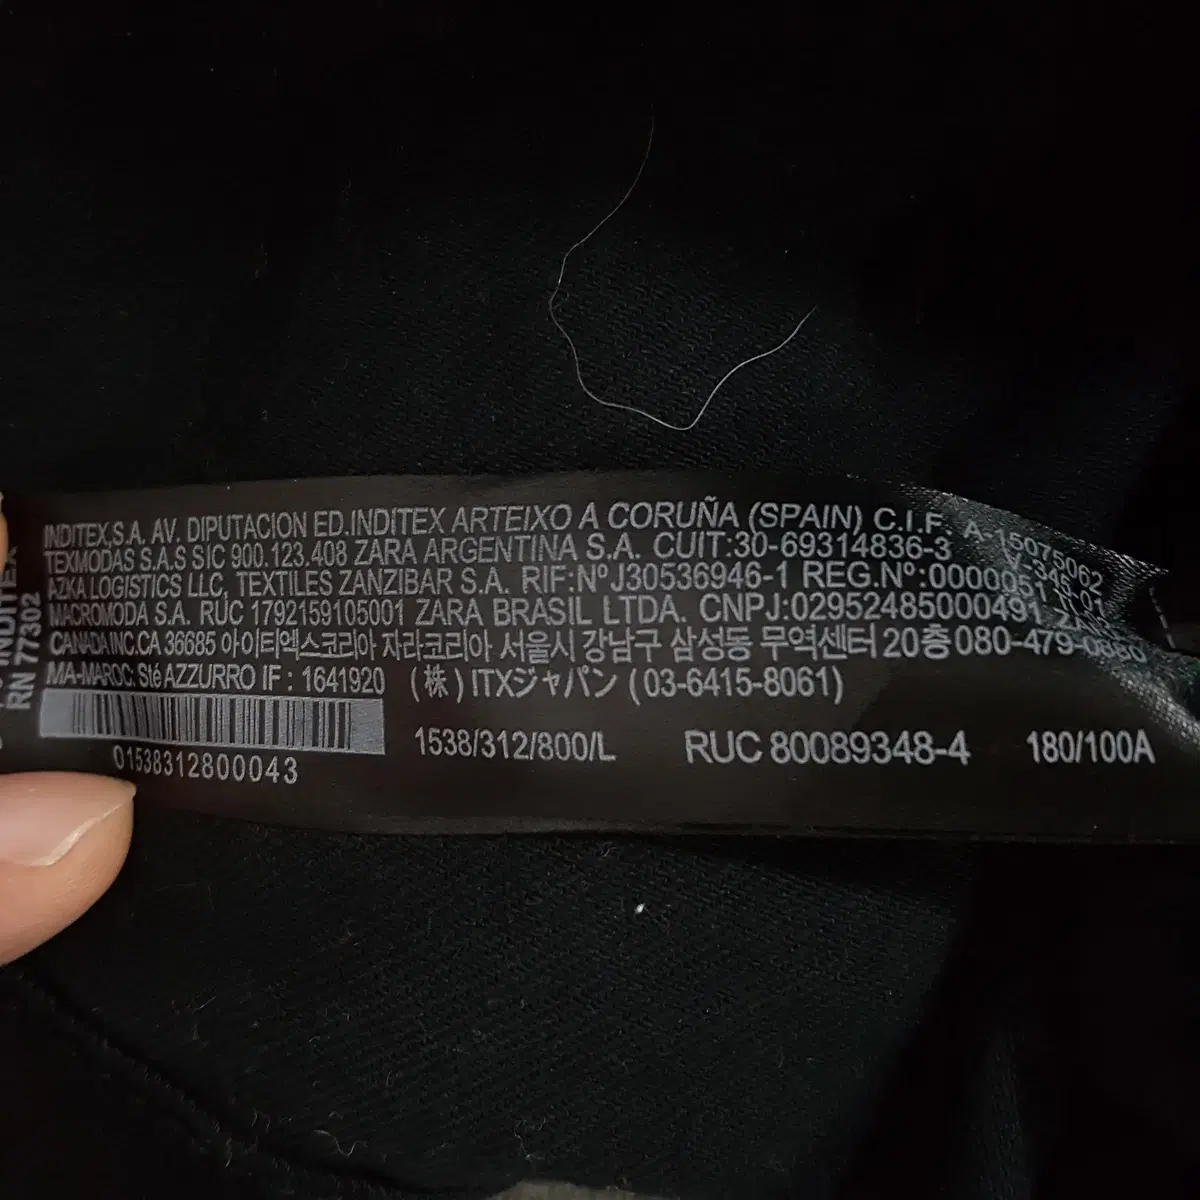 INDITEX,S.A. AV. DIPUTACION ED.INDITEX ARTEIXO A CORUÑA (SPAIN) C.I.F. A-15075062
TEXMODAS S.A.S SIC 900.123.408 ZARA ARGENTINA S.A. CUIT:30-69314836-3
AZKA LOGISTICS LLC, TEXTILES ZANZIBAR S.A. RIF:Nº J30536946-1 REG.Nº:
MACROMODA S.A. RUC 1792159105001 ZARA BRASIL LTDA. CNPJ:02952485000491
CANADA INC.CA 36685 아이티엑스코리아 자라코리아 서울시 강남구 삼성동 무역센터 20층 080-479-0880
MA-MAROC: Sté AZZURRO IF : 1641920 (株) ITXジャパン (03-6415-8061)
01538312800043
1538/312/800/L RUC 80089348-4 180/100A
INDITEX
RN 77302